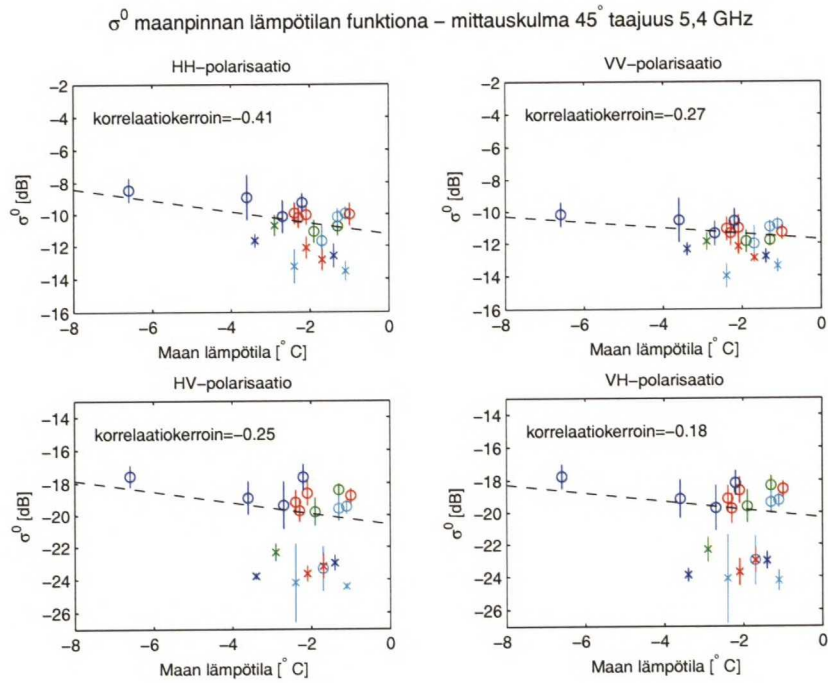 σ⁰ maanpinnan lämpötilan funktiona – mittauskulma 45° taajuus 5,4 GHz
HH–polarisaatio
korrelaatiokerroin=–0.41
–2
–4
–6
–8
–10
–12
–14
–16
σ⁰ [dB]
–8 –6 –4 –2 0
Maan lämpötila [° C]
VV–polarisaatio
korrelaatiokerroin=–0.27
–2
–4
–6
–8
–10
–12
–14
–16
σ⁰ [dB]
–8 –6 –4 –2 0
Maan lämpötila [° C]
HV–polarisaatio
korrelaatiokerroin=–0.25
–14
–16
–18
–20
–22
–24
–26
σ⁰ [dB]
–8 –6 –4 –2 0
Maan lämpötila [° C]
VH–polarisaatio
korrelaatiokerroin=–0.18
–14
–16
–18
–20
–22
–24
–26
σ⁰ [dB]
–8 –6 –4 –2 0
Maan lämpötila [° C]